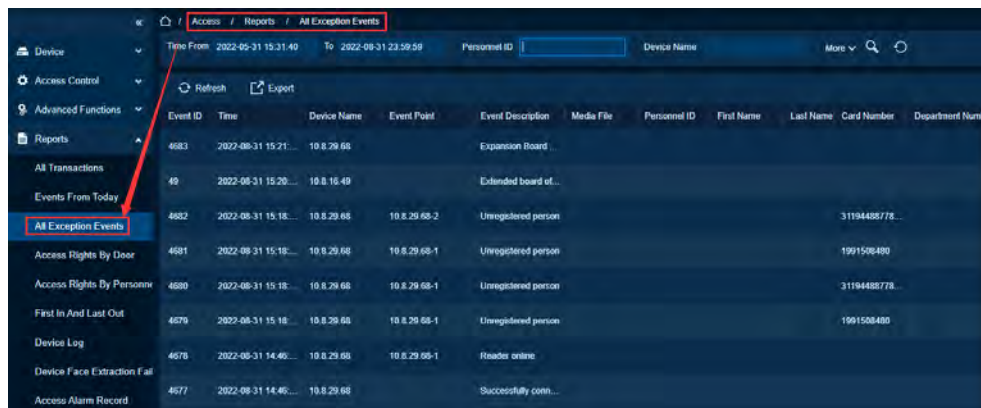 Access / Reports / All Exception Events
Time From 2022-05-31 15:31:40 To 2022-08-31 23:59:59 Personnel ID Device Name More
Device
Access Control
Advanced Functions
Reports
All Transactions
Events From Today
All Exception Events
Access Rights By Door
Access Rights By Personne
First In And Last Out
Device Log
Device Face Extraction Fail
Access Alarm Record
Refresh Export
Event ID Time Device Name Event Point Event Description Media File Personnel ID First Name Last Name Card Number Department Num
4683 2022-08-31 15:21:... 10.8.29.68 Expansion Board ...
49 2022-08-31 15:20:... 10.8.16.49 Extended board of...
4682 2022-08-31 15:18:... 10.8.29.68 10.8.29.68-2 Unregistered person 31194488778...
4681 2022-08-31 15:18:... 10.8.29.68 10.8.29.68-1 Unregistered person 1991508480
4680 2022-08-31 15:18:... 10.8.29.68 10.8.29.68-1 Unregistered person 31194488778...
4679 2022-08-31 15:18:... 10.8.29.68 10.8.29.68-1 Unregistered person 1991508480
4678 2022-08-31 14:46:... 10.8.29.68 10.8.29.68-1 Reader online
4677 2022-08-31 14:46:... 10.8.29.68 Successfully conn...